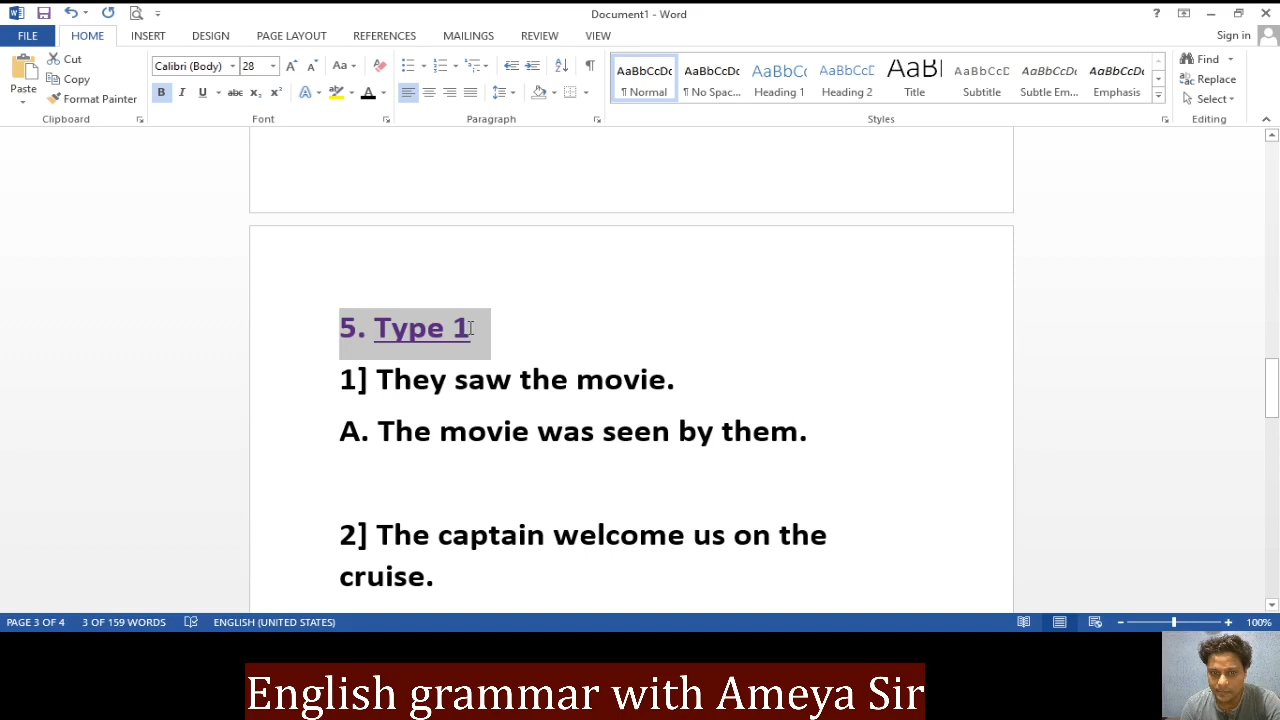 Document1 - Word
Sign in
FILE HOME INSERT DESIGN PAGE LAYOUT REFERENCES MAILINGS REVIEW VIEW
Paste
Cut
Copy
Format Painter
Clipboard
Calibri (Body) 28
Font
Paragraph
AaBbCcDc AaBbCcDc AaBbCc AaBbCcC AaBb AaBbCcD AaBbCcDc AaBbCcDc
¶ Normal ¶ No Spac... Heading 1 Heading 2 Title Subtitle Subtle Em... Emphasis
Styles
Find
Replace
Select
Editing
5. Type 1
1] They saw the movie.
A. The movie was seen by them.
2] The captain welcome us on the
cruise.
PAGE 3 OF 4 3 OF 159 WORDS ENGLISH (UNITED STATES) 100%
English grammar with Ameya Sir